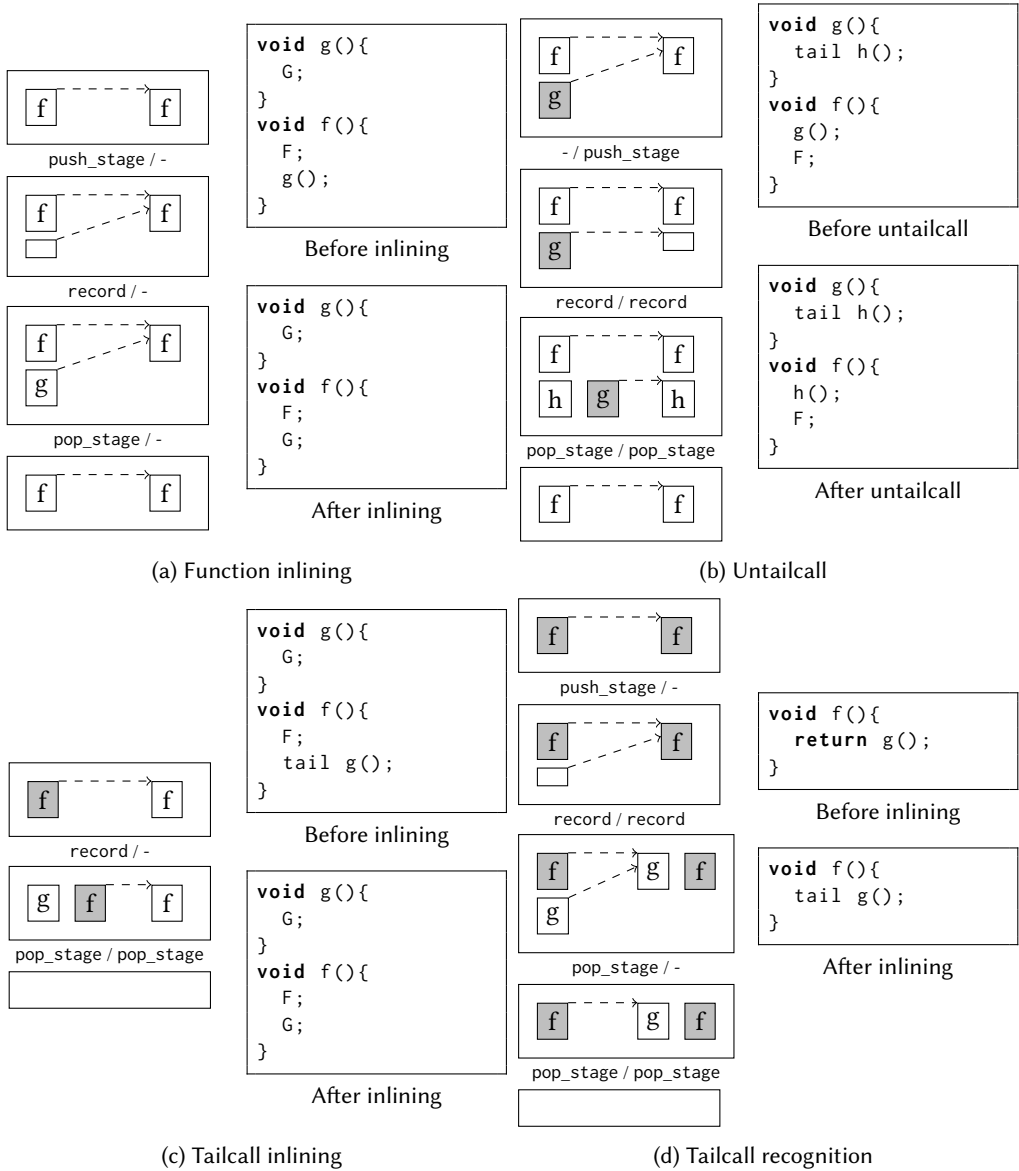 f f
push_stage / -
f f
record / -
f f
g
pop_stage / -
f f
void g(){
G;
}
void f(){
F;
g();
}
Before inlining
void g(){
G;
}
void f(){
F;
G;
}
After inlining
(a) Function inlining
f f
g
- / push_stage
f f
g
record / record
f f
h g h
pop_stage / pop_stage
f f
void g(){
tail h();
}
void f(){
g();
F;
}
Before untailcall
void g(){
tail h();
}
void f(){
h();
F;
}
After untailcall
(b) Untailcall
f f
record / -
g f f
pop_stage / pop_stage
void g(){
G;
}
void f(){
F;
tail g();
}
Before inlining
void g(){
G;
}
void f(){
F;
G;
}
After inlining
(c) Tailcall inlining
f f
push_stage / -
f f
record / record
f g f
g
pop_stage / -
f g f
pop_stage / pop_stage
void f(){
return g();
}
Before inlining
void f(){
tail g();
}
After inlining
(d) Tailcall recognition